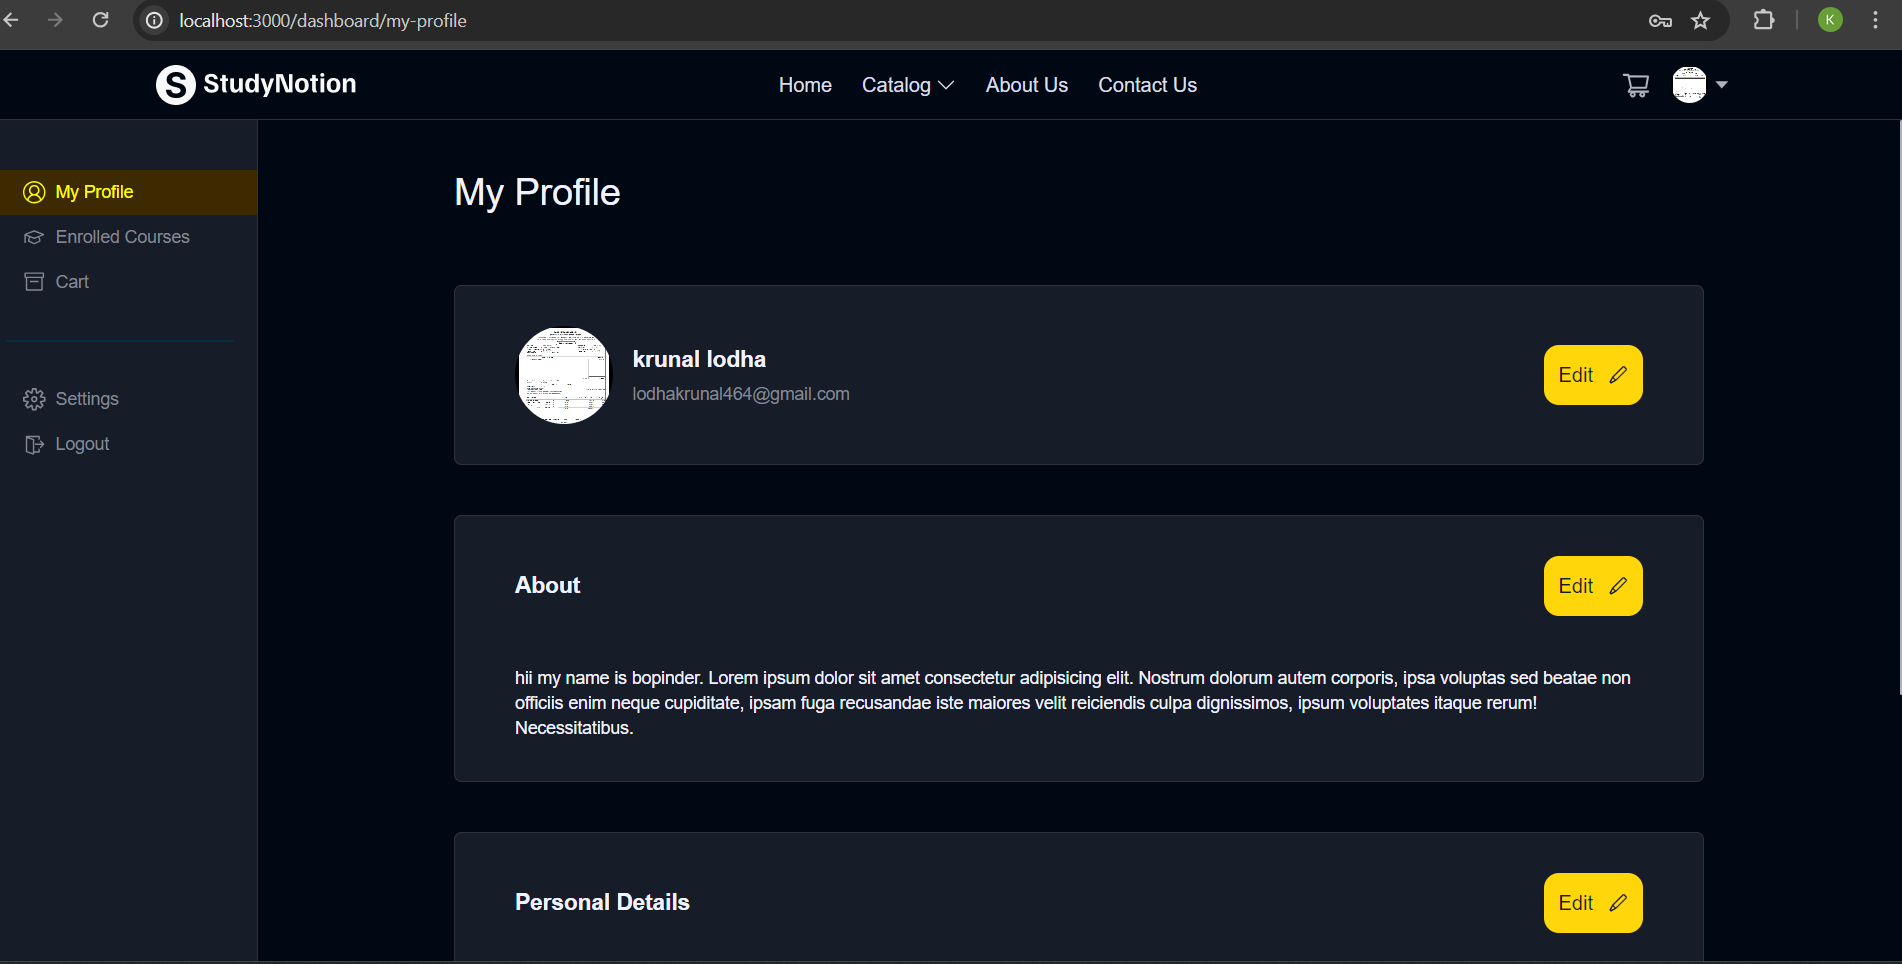 localhost:3000/dashboard/my-profile
K
S StudyNotion
Home Catalog About Us Contact Us
My Profile
Enrolled Courses
Cart
Settings
Logout
My Profile
krunal lodha
lodhakrunal464@gmail.com
Edit
About
Edit
hii my name is bopinder. Lorem ipsum dolor sit amet consectetur adipisicing elit. Nostrum dolorum autem corporis, ipsa voluptas sed beatae non
officiis enim neque cupiditate, ipsam fuga recusandae iste maiores velit reiciendis culpa dignissimos, ipsum voluptates itaque rerum!
Necessitatibus.
Personal Details
Edit